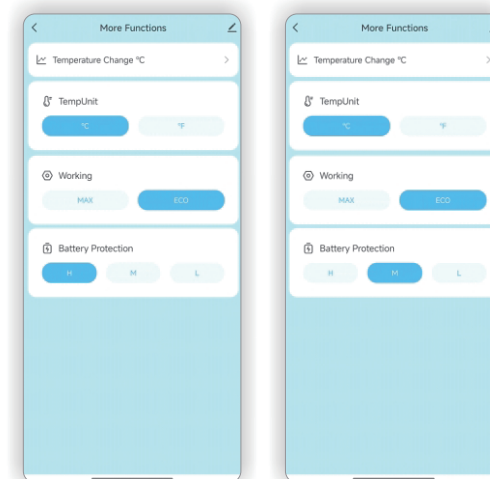 More Functions
Temperature Change °C
TempUnit
°C °F
Working
MAX ECO
Battery Protection
H M L
More Functions
Temperature Change °C
TempUnit
°C °F
Working
MAX ECO
Battery Protection
H M L